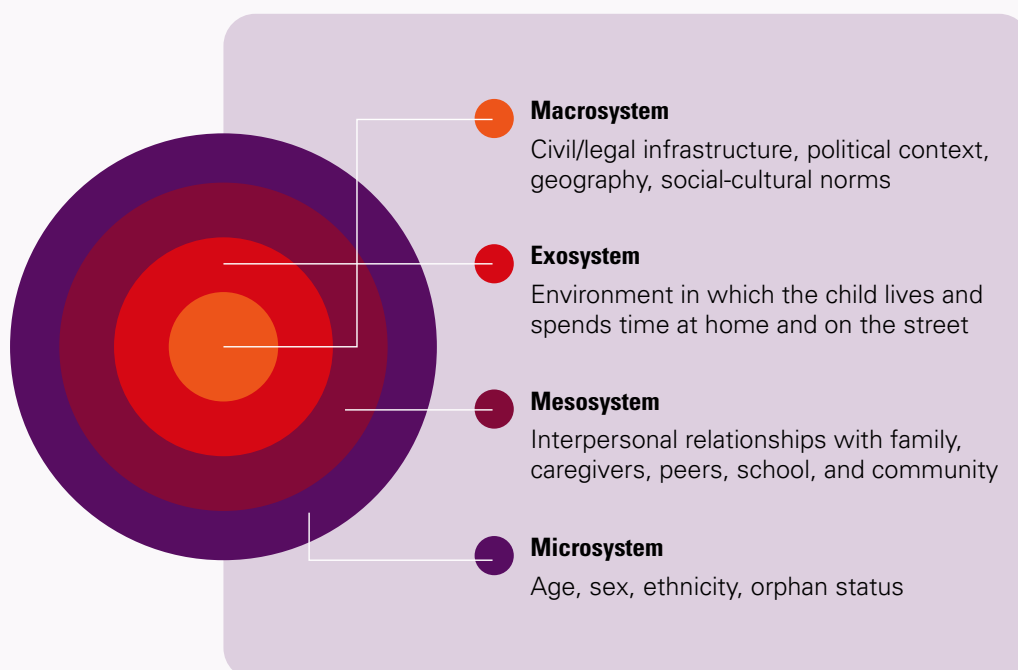 Macrosystem
Civil/legal infrastructure, political context,
geography, social-cultural norms
Exosystem
Environment in which the child lives and
spends time at home and on the street
Mesosystem
Interpersonal relationships with family,
caregivers, peers, school, and community
Microsystem
Age, sex, ethnicity, orphan status